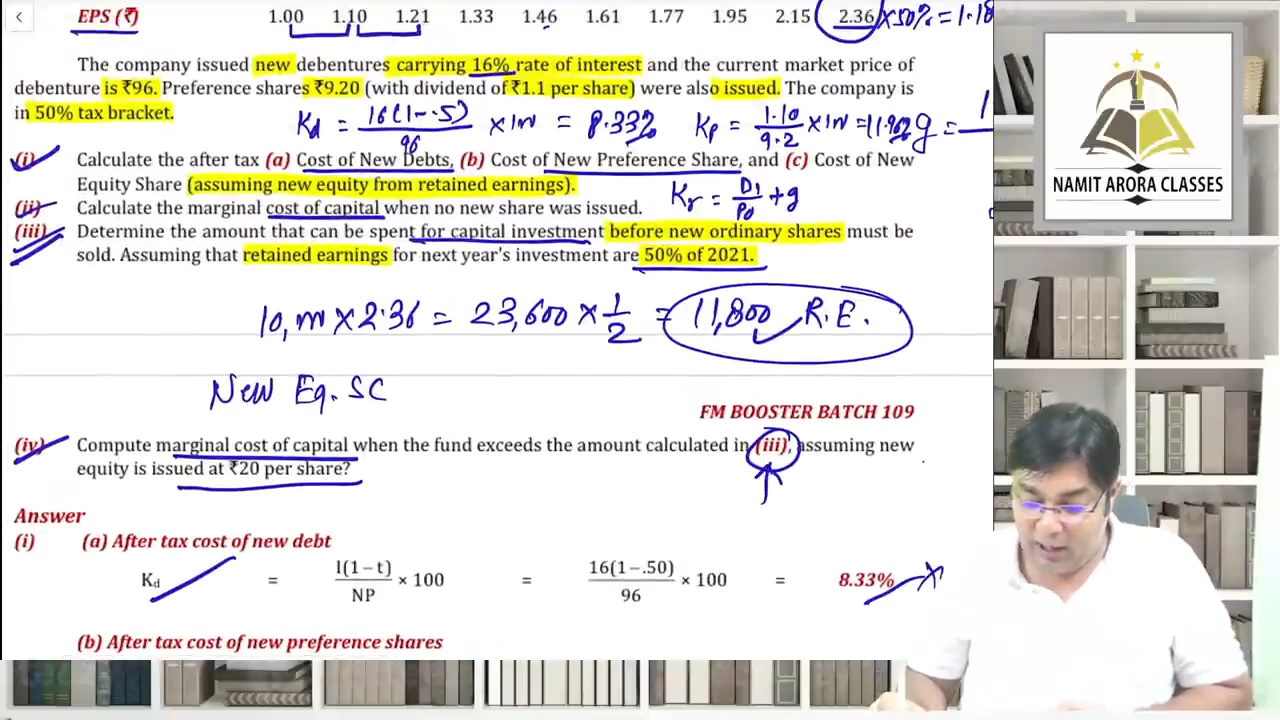 EPS (₹) 1.00 1.10 1.21 1.33 1.46 1.61 1.77 1.95 2.15 2.36 ×50% = 1.18
The company issued new debentures carrying 16% rate of interest and the current market price of
debenture is ₹96. Preference shares ₹9.20 (with dividend of ₹1.1 per share) were also issued. The company is
in 50% tax bracket.
Kd = 16(1-.5)/96 × 100 = 8.33% Kp = 1.10/9.2 × 100 = 11.96% g =
(i) Calculate the after tax (a) Cost of New Debts, (b) Cost of New Preference Share, and (c) Cost of New
Equity Share (assuming new equity from retained earnings).
Kr = D1/P0 + g
(ii) Calculate the marginal cost of capital when no new share was issued.
(iii) Determine the amount that can be spent for capital investment before new ordinary shares must be
sold. Assuming that retained earnings for next year's investment are 50% of 2021.
10,m × 2.36 = 23,600 × 1/2 = 11,800 R.E.
New Eq. SC
FM BOOSTER BATCH 109
(iv) Compute marginal cost of capital when the fund exceeds the amount calculated in (iii), assuming new
equity is issued at ₹20 per share?
Answer
(i) (a) After tax cost of new debt
Kd = I(1−t)/NP × 100 = 16(1−.50)/96 × 100 = 8.33%
(b) After tax cost of new preference shares
NAMIT ARORA CLASSES